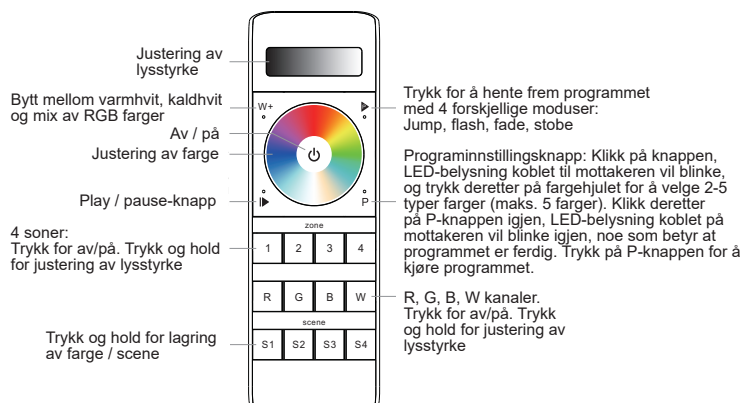 Justering av
lysstyrke
Bytt mellom varmhvit, kaldhvit
og mix av RGB farger
Av / på
Justering av farge
Play / pause-knapp
4 soner:
Trykk for av/på. Trykk og hold
for justering av lysstyrke
Trykk og hold for lagring
av farge / scene
W+
P
zone
1 2 3 4
R G B W
scene
S1 S2 S3 S4
Trykk for å hente frem programmet
med 4 forskjellige moduser:
Jump, flash, fade, stobe
Programinnstillingsknapp: Klikk på knappen,
LED-belysning koblet til mottakeren vil blinke,
og trykk deretter på fargehjulet for å velge 2-5
typer farger (maks. 5 farger). Klikk deretter
på P-knappen igjen, LED-belysning koblet på
mottakeren vil blinke igjen, noe som betyr at
programmet er ferdig. Trykk på P-knappen for å
kjøre programmet.
R, G, B, W kanaler.
Trykk for av/på. Trykk
og hold for justering av
lysstyrke